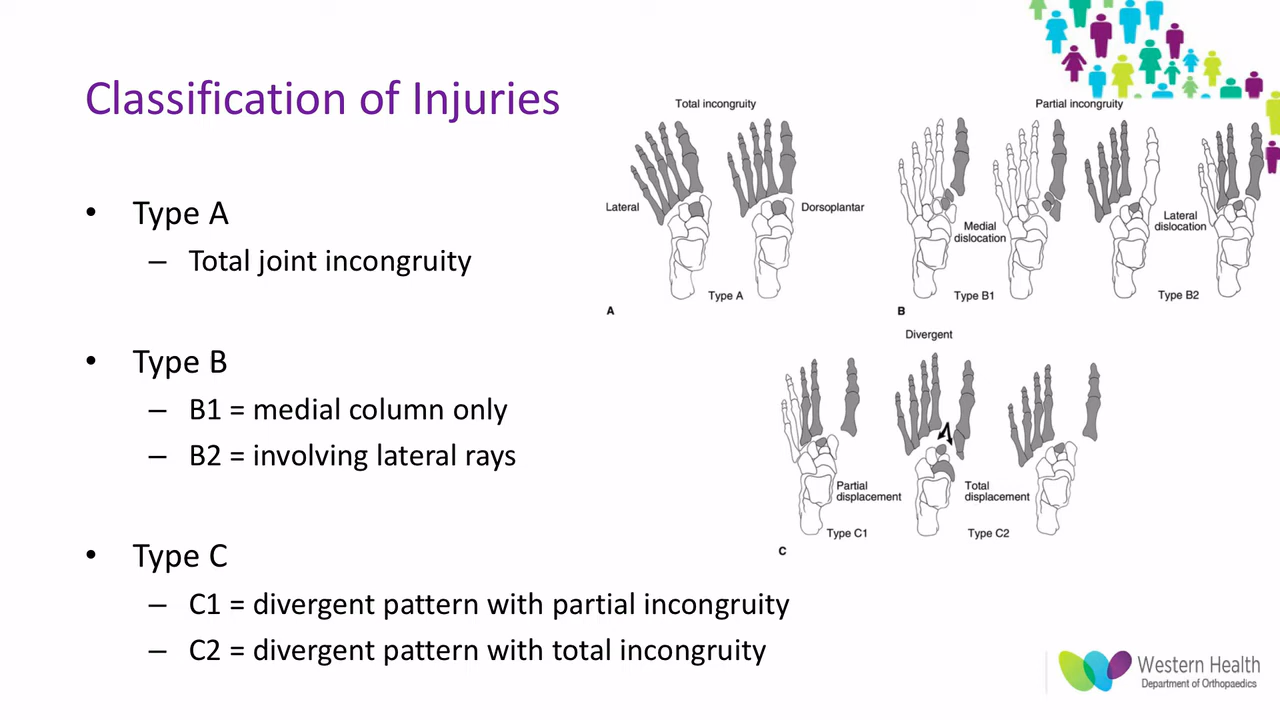 Classification of Injuries
• Type A
– Total joint incongruity
• Type B
– B1 = medial column only
– B2 = involving lateral rays
• Type C
– C1 = divergent pattern with partial incongruity
– C2 = divergent pattern with total incongruity
Total incongruity
Lateral
Dorsoplantar
Type A
A
Partial incongruity
Medial
dislocation
Lateral
dislocation
Type B1
Type B2
B
Divergent
Partial
displacement
Total
displacement
Type C1
Type C2
C
Western Health
Department of Orthopaedics